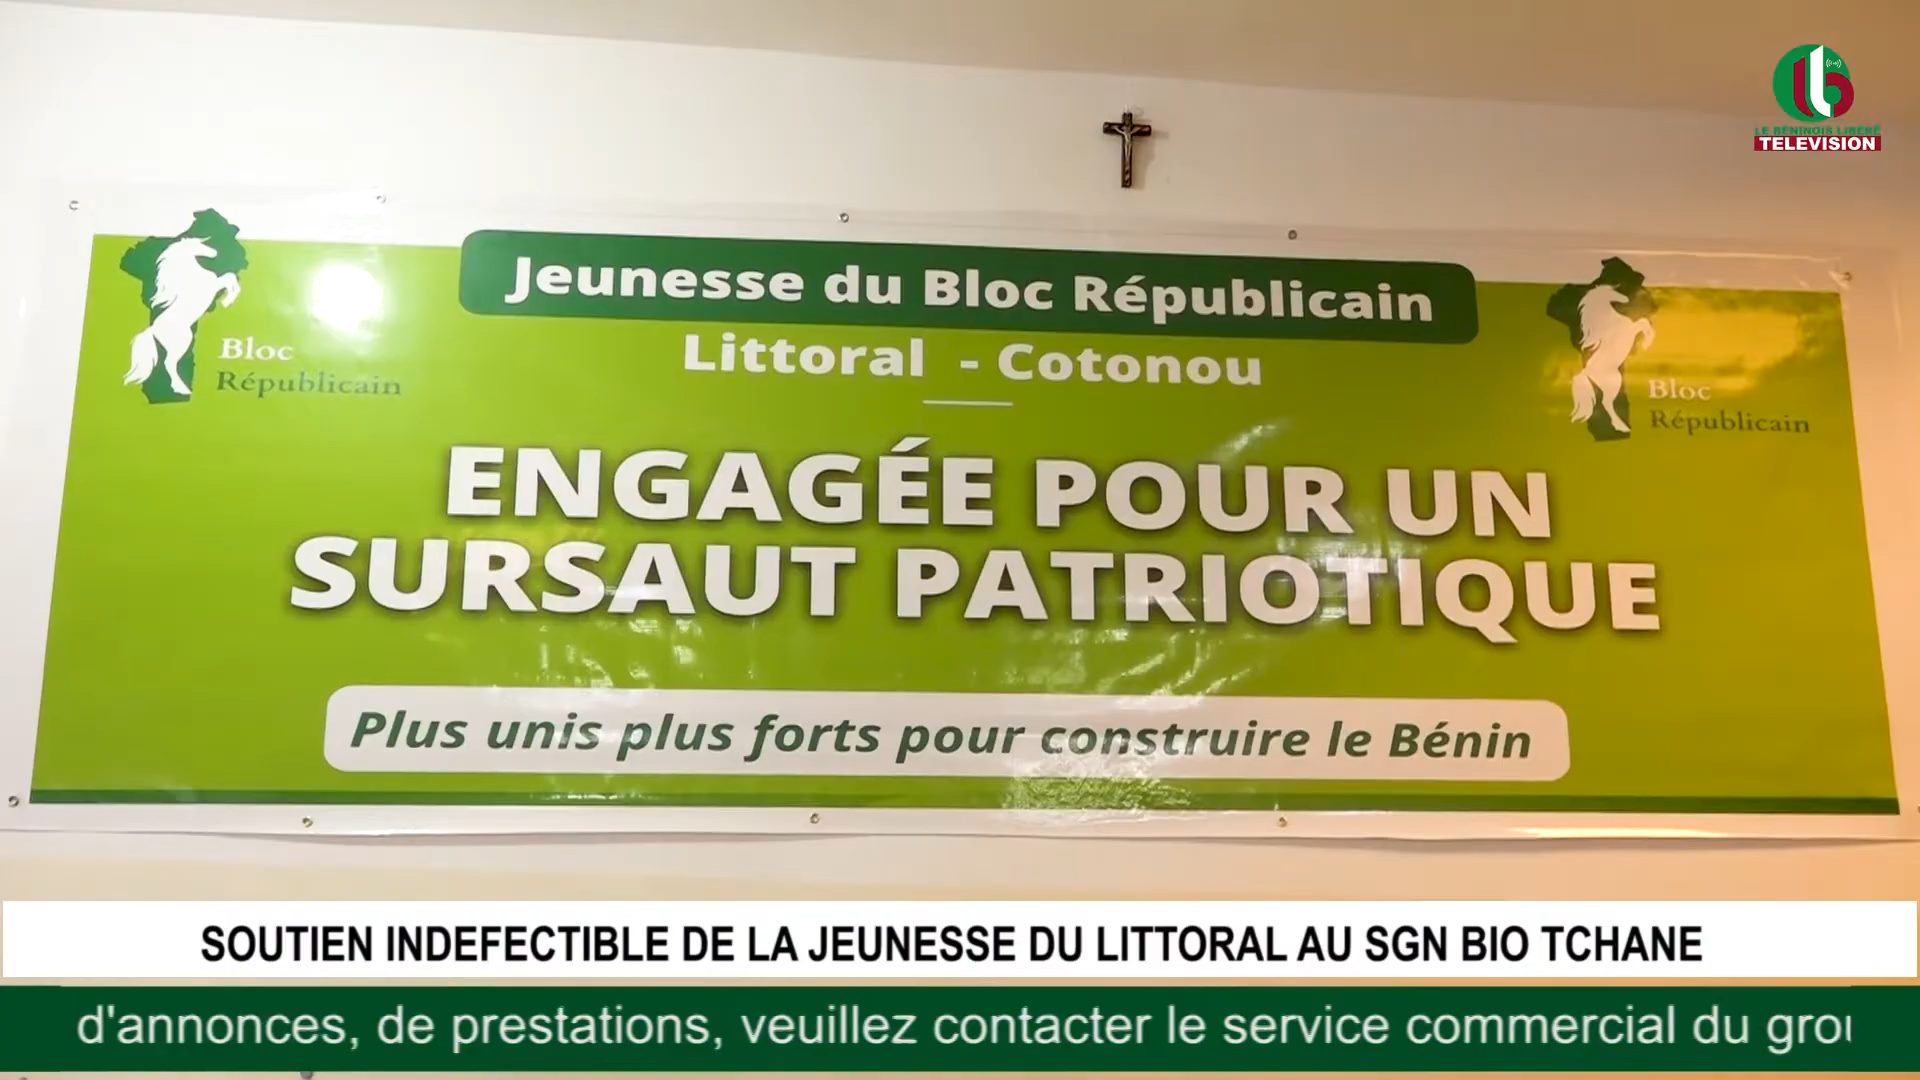 LE BÉNINOIS LIBÉRÉ
TELEVISION
Jeunesse du Bloc Républicain
Littoral - Cotonou
Bloc
Républicain
Bloc
Républicain
ENGAGÉE POUR UN
SURSAUT PATRIOTIQUE
Plus unis plus forts pour construire le Bénin
SOUTIEN INDEFECTIBLE DE LA JEUNESSE DU LITTORAL AU SGN BIO TCHANE
d'annonces, de prestations, veuillez contacter le service commercial du